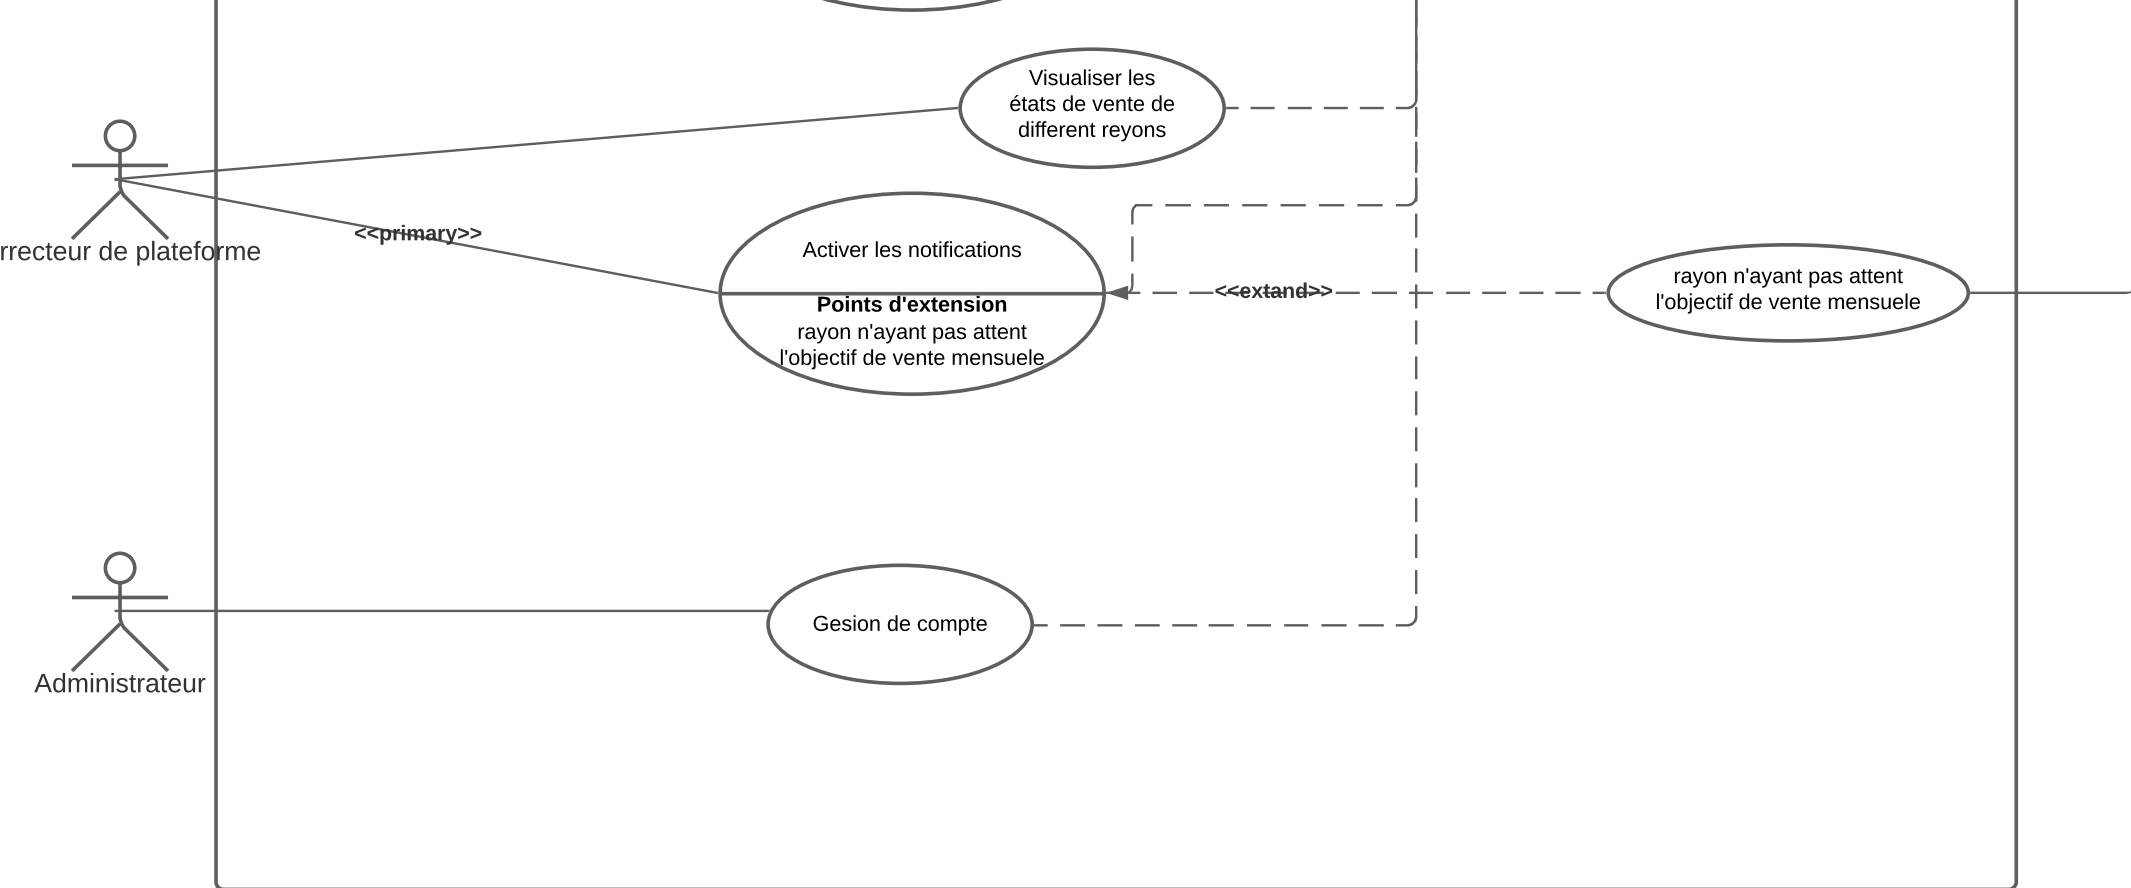 Visualiser les
états de vente de
different reyons
rrecteur de plateforme
<<primary>>
Activer les notifications
Points d'extension
rayon n'ayant pas attent
l'objectif de vente mensuele
<<extand>>
rayon n'ayant pas attent
l'objectif de vente mensuele
Gesion de compte
Administrateur